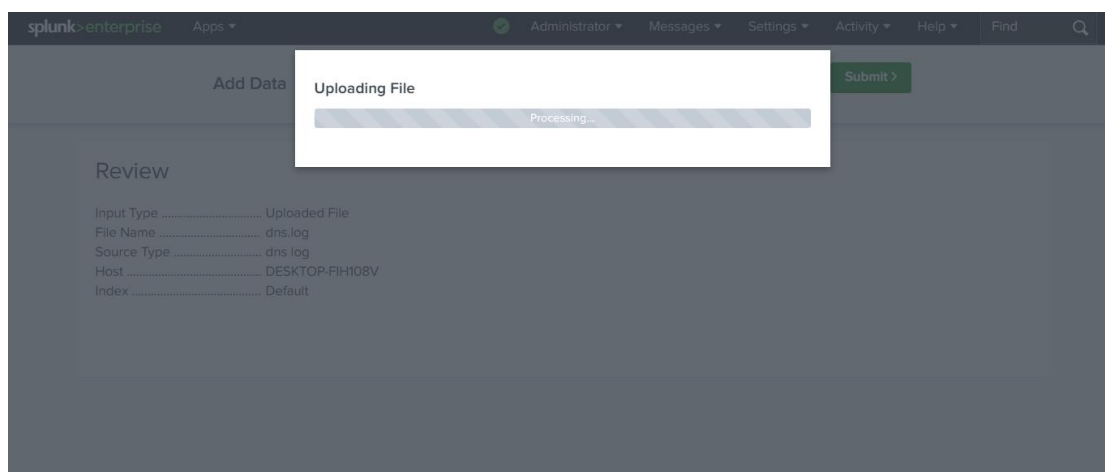 splunk>enterprise Apps Administrator Messages Settings Activity Help Find
Add Data Submit >
Uploading File
Processing...
Review
Input Type ................................ Uploaded File
File Name ................................ dns.log
Source Type ............................ dns log
Host ........................................... DESKTOP-FIH108V
Index ......................................... Default